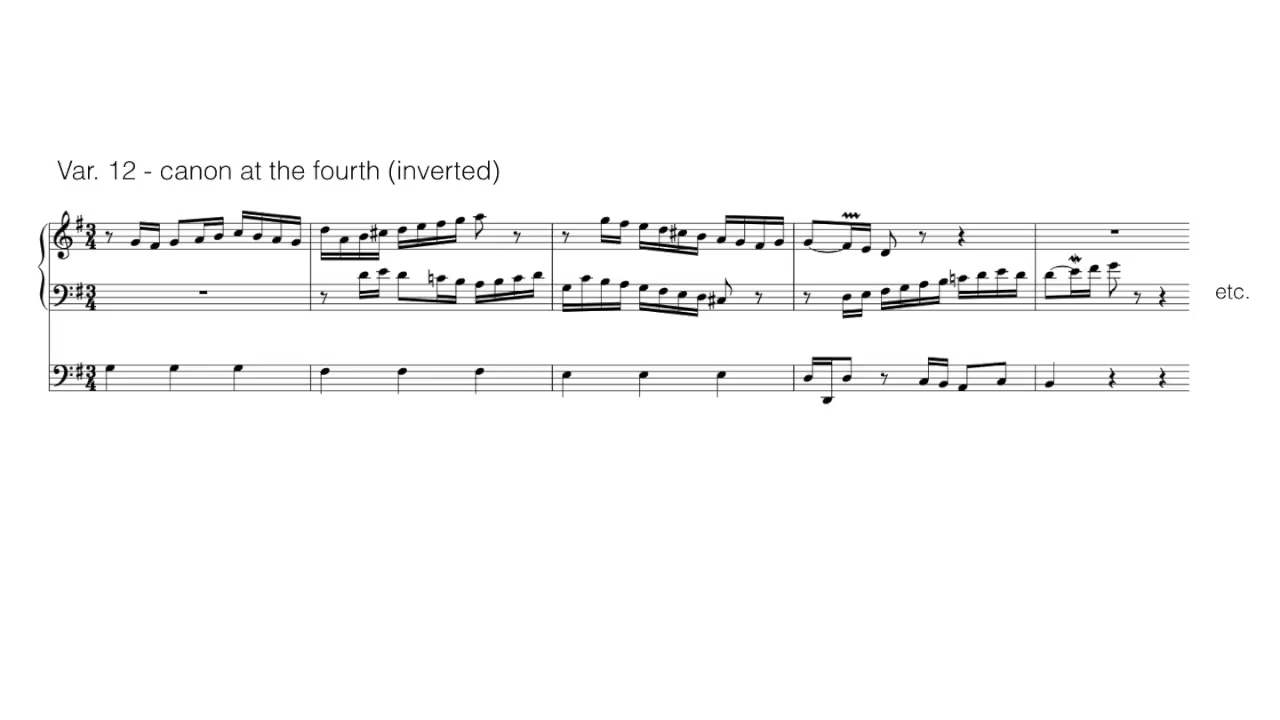 Var. 12 - canon at the fourth (inverted)
etc.